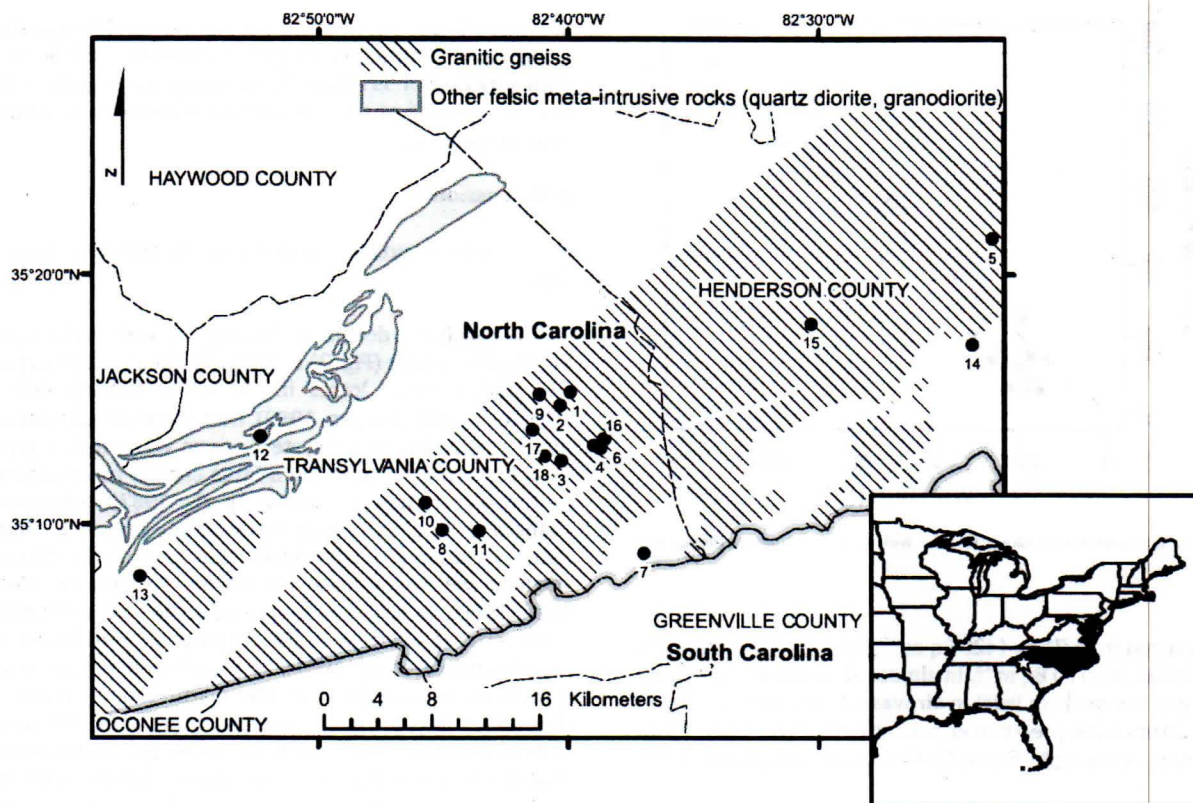 82°50'0"W 82°40'0"W 82°30'0"W
Granitic gneiss
Other felsic meta-intrusive rocks (quartz diorite, granodiorite)
N
HAYWOOD COUNTY
5
35°20'0"N
HENDERSON COUNTY
North Carolina
15
14
JACKSON COUNTY
9 1
2
16
17 6
4
12
TRANSYLVANIA COUNTY
18 3
35°10'0"N
10
8 11
7
13
GREENVILLE COUNTY
South Carolina
0 4 8 16 Kilometers
OCONEE COUNTY